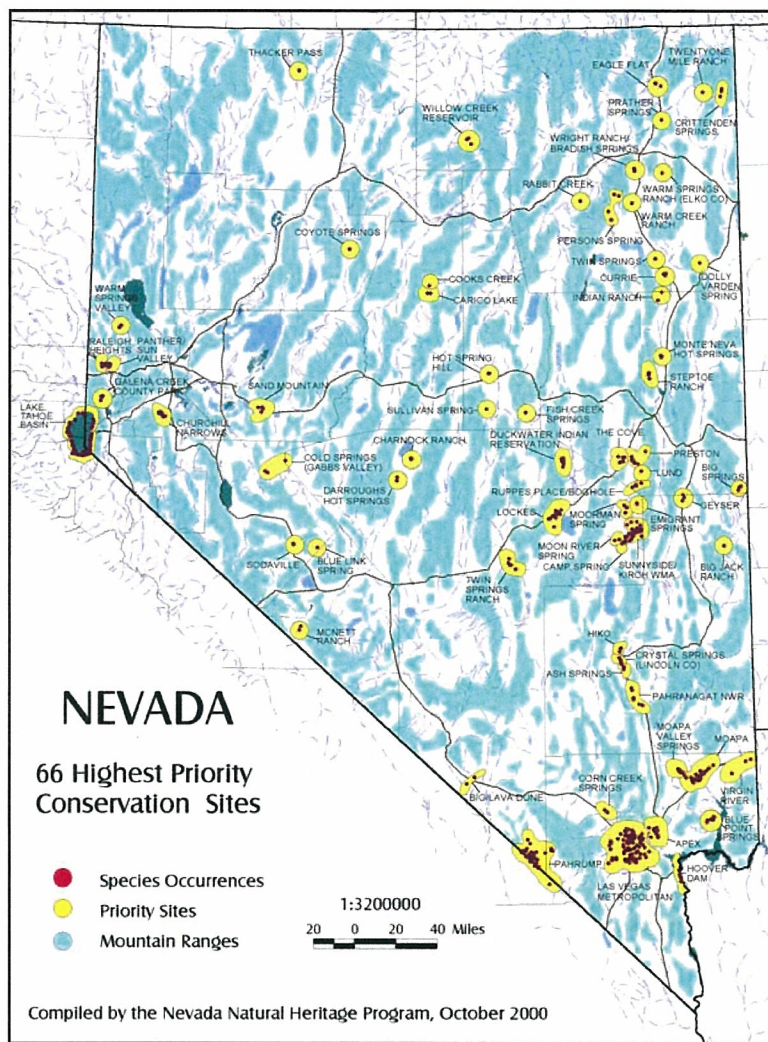 THACKER PASS
EAGLE FLAT
TWENTYONE
MILE RANCH
WILLOW CREEK
RESERVOIR
PRATHER
SPRINGS
CRITTENDEN
SPRINGS
WRIGHT RANCH/
BRADISH SPRINGS
RABBIT CREEK
WARM SPRINGS
RANCH (ELKO CO)
WARM CREEK
RANCH
PERSONS SPRING
COYOTE SPRINGS
TWIN SPRINGS
CURRIE
DOLLY
VARDEN
SPRING
COOKS CREEK
CARICO LAKE
INDIAN RANCH
WARM
SPRINGS
VALLEY
RALEIGH
HEIGHTS
PANTHER
SUN
VALLEY
HOT SPRING
HILL
MONTE NEVA
HOT SPRINGS
STEPTOE
RANCH
GALENA CREEK
COUNTY PARK
SAND MOUNTAIN
LAKE
TAHOE
BASIN
CHURCHILL
NARROWS
SULLIVAN SPRING
FISH CREEK
SPRINGS
CHARNOCK RANCH
DUCKWATER INDIAN
RESERVATION
THE COVE
PRESTON
LUND
BIG
SPRINGS
COLD SPRINGS
(GABBS VALLEY)
DARROUGHS
HOT SPRINGS
RUPPES PLACE/BOGHOLE
GEYSER
LOCKES
MOORMAN
SPRING
EMIGRANT
SPRINGS
MOON RIVER
SPRING
CAMP SPRING
SUNNYSIDE/
KIRCH WMA
BIG JACK
RANCH
SODAVILLE
BLUE LINK
SPRING
TWIN
SPRINGS
RANCH
MCNETT
RANCH
HIKO
CRYSTAL SPRINGS
(LINCOLN CO)
ASH SPRINGS
PAHRANAGAT NWR
MOAPA
VALLEY
SPRINGS
MOAPA
BIG LAVA DUNE
CORN CREEK
SPRINGS
VIRGIN
RIVER
BLUE
POINT
SPRINGS
APEX
PAHRUMP
LAS VEGAS
METROPOLITAN
HOOVER
DAM
NEVADA
66 Highest Priority
Conservation Sites
Species Occurrences
Priority Sites
Mountain Ranges
1:3200000
20 0 20 40 Miles
Compiled by the Nevada Natural Heritage Program, October 2000